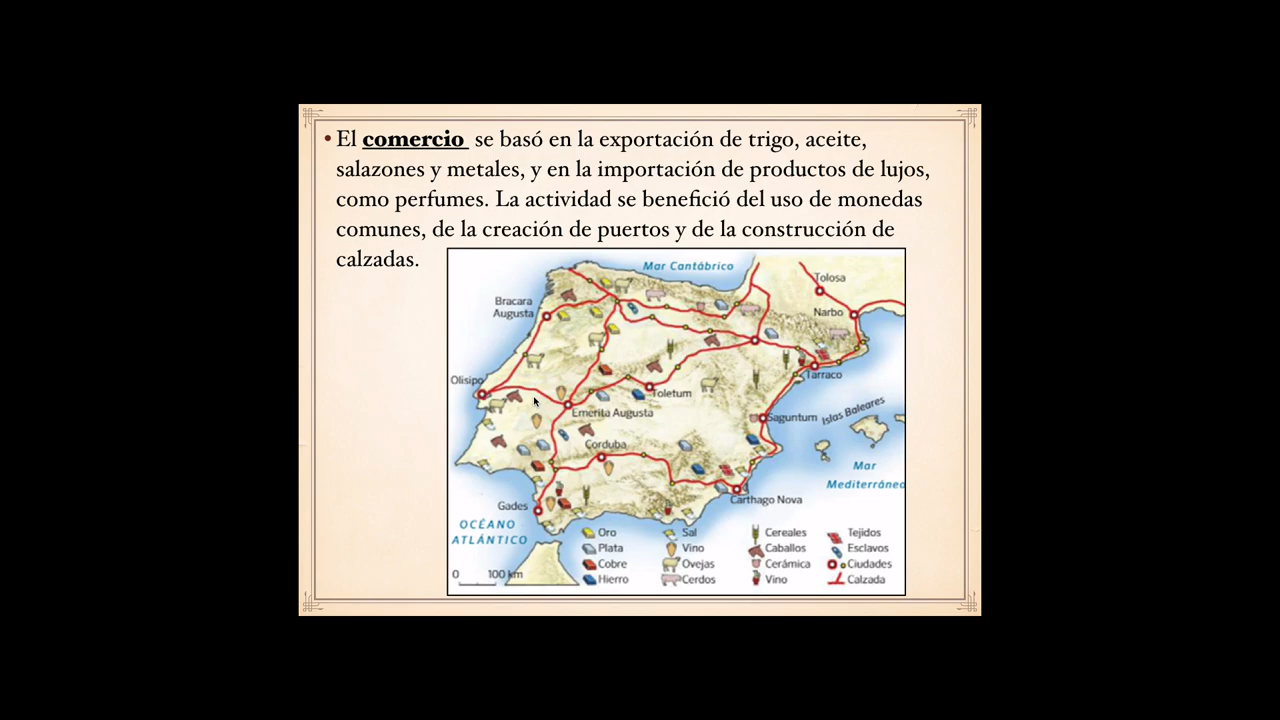 • El comercio se basó en la exportación de trigo, aceite,
salazones y metales, y en la importación de productos de lujos,
como perfumes. La actividad se benefició del uso de monedas
comunes, de la creación de puertos y de la construcción de
calzadas.
Mar Cantábrico
Tolosa
Bracara
Augusta
Narbo
Tarraco
Olisipo
Toletum
Islas Baleares
Emerita Augusta
Saguntum
Corduba
Mar
Mediterráneo
Carthago Nova
Gades
OCÉANO
ATLÁNTICO
0 100 km
Oro
Plata
Cobre
Hierro
Sal
Vino
Ovejas
Cerdos
Cereales
Caballos
Cerámica
Vino
Tejidos
Esclavos
Ciudades
Calzada